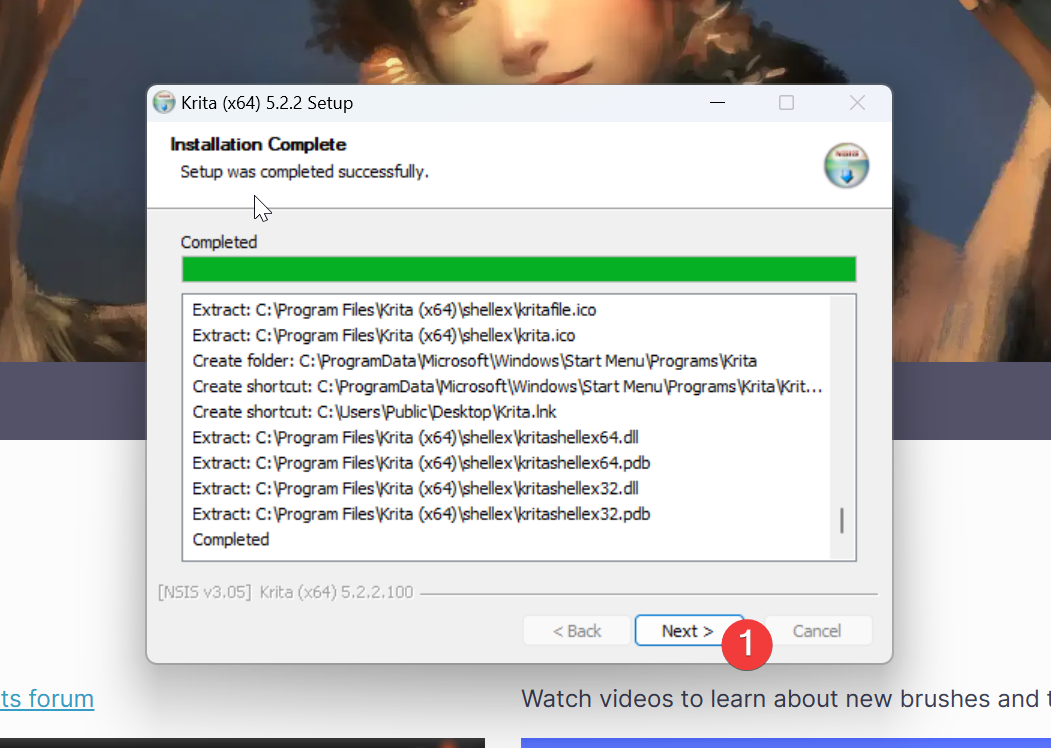 Krita (x64) 5.2.2 Setup
Installation Complete
Setup was completed successfully.
NSIS
Completed
Extract: C:\Program Files\Krita (x64)\shellex\kritafile.ico
Extract: C:\Program Files\Krita (x64)\shellex\krita.ico
Create folder: C:\ProgramData\Microsoft\Windows\Start Menu\Programs\Krita
Create shortcut: C:\ProgramData\Microsoft\Windows\Start Menu\Programs\Krita\Krit...
Create shortcut: C:\Users\Public\Desktop\Krita.lnk
Extract: C:\Program Files\Krita (x64)\shellex\kritashellex64.dll
Extract: C:\Program Files\Krita (x64)\shellex\kritashellex64.pdb
Extract: C:\Program Files\Krita (x64)\shellex\kritashellex32.dll
Extract: C:\Program Files\Krita (x64)\shellex\kritashellex32.pdb
Completed
[NSIS v3.05] Krita (x64) 5.2.2.100
< Back Next > 1 Cancel
ts forum
Watch videos to learn about new brushes and t